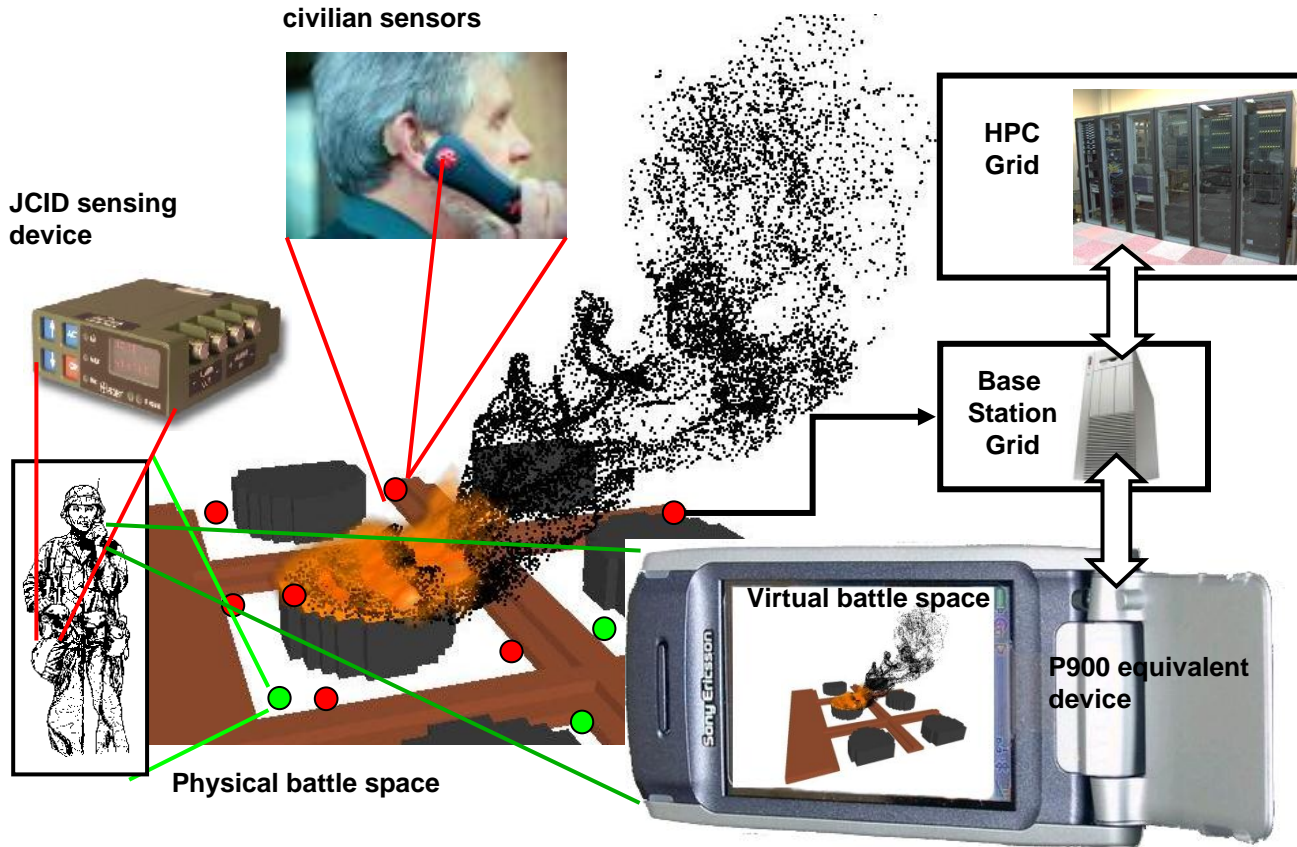 civilian sensors
JCID sensing
device
HPC
Grid
Base
Station
Grid
Virtual battle space
P900 equivalent
device
Sony Ericsson
Physical battle space